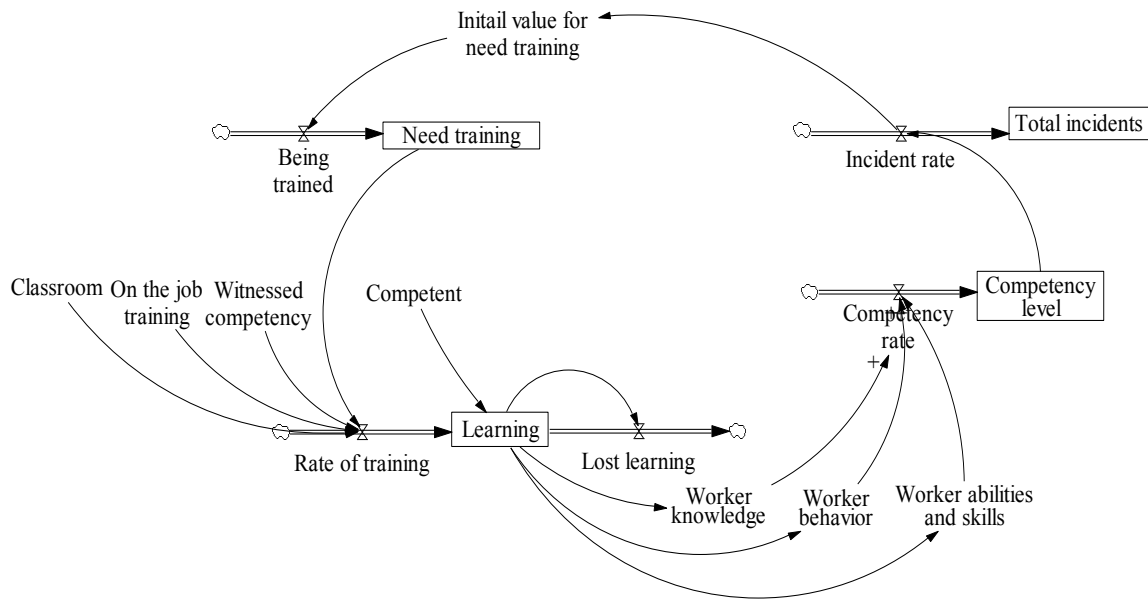 Initail value for
need training
Need training
Being
trained
Total incidents
Incident rate
Classroom
On the job
training
Witnessed
competency
Competent
Competency
level
Competency
rate
+
+
Learning
Rate of training
Lost learning
Worker
knowledge
Worker
behavior
Worker abilities
and skills